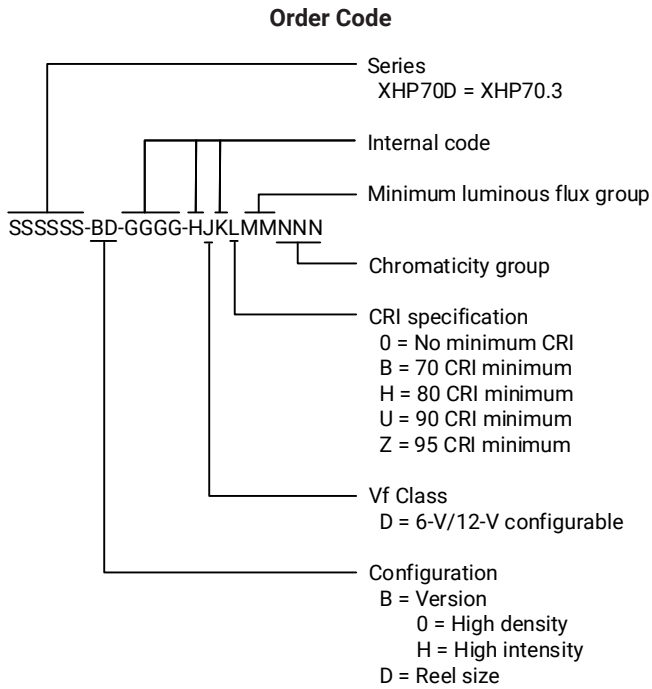 Order Code
Series
XHP70D = XHP70.3
Internal code
Minimum luminous flux group
SSSSSS-BD-GGGG-HJKLMMNNN
Chromaticity group
CRI specification
0 = No minimum CRI
B = 70 CRI minimum
H = 80 CRI minimum
U = 90 CRI minimum
Z = 95 CRI minimum
Vf Class
D = 6-V/12-V configurable
Configuration
B = Version
0 = High density
H = High intensity
D = Reel size